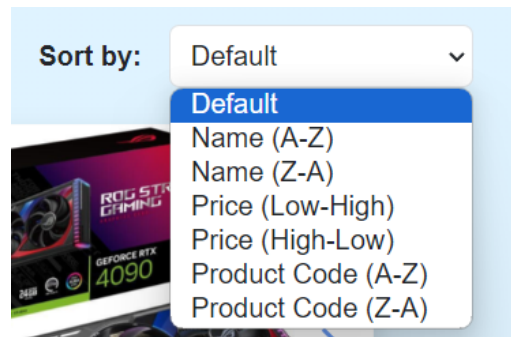 Sort by:
Default
Default
Name (A-Z)
Name (Z-A)
Price (Low-High)
Price (High-Low)
Product Code (A-Z)
Product Code (Z-A)
ROG STR
GAMING
GEFORCE RTX
4090